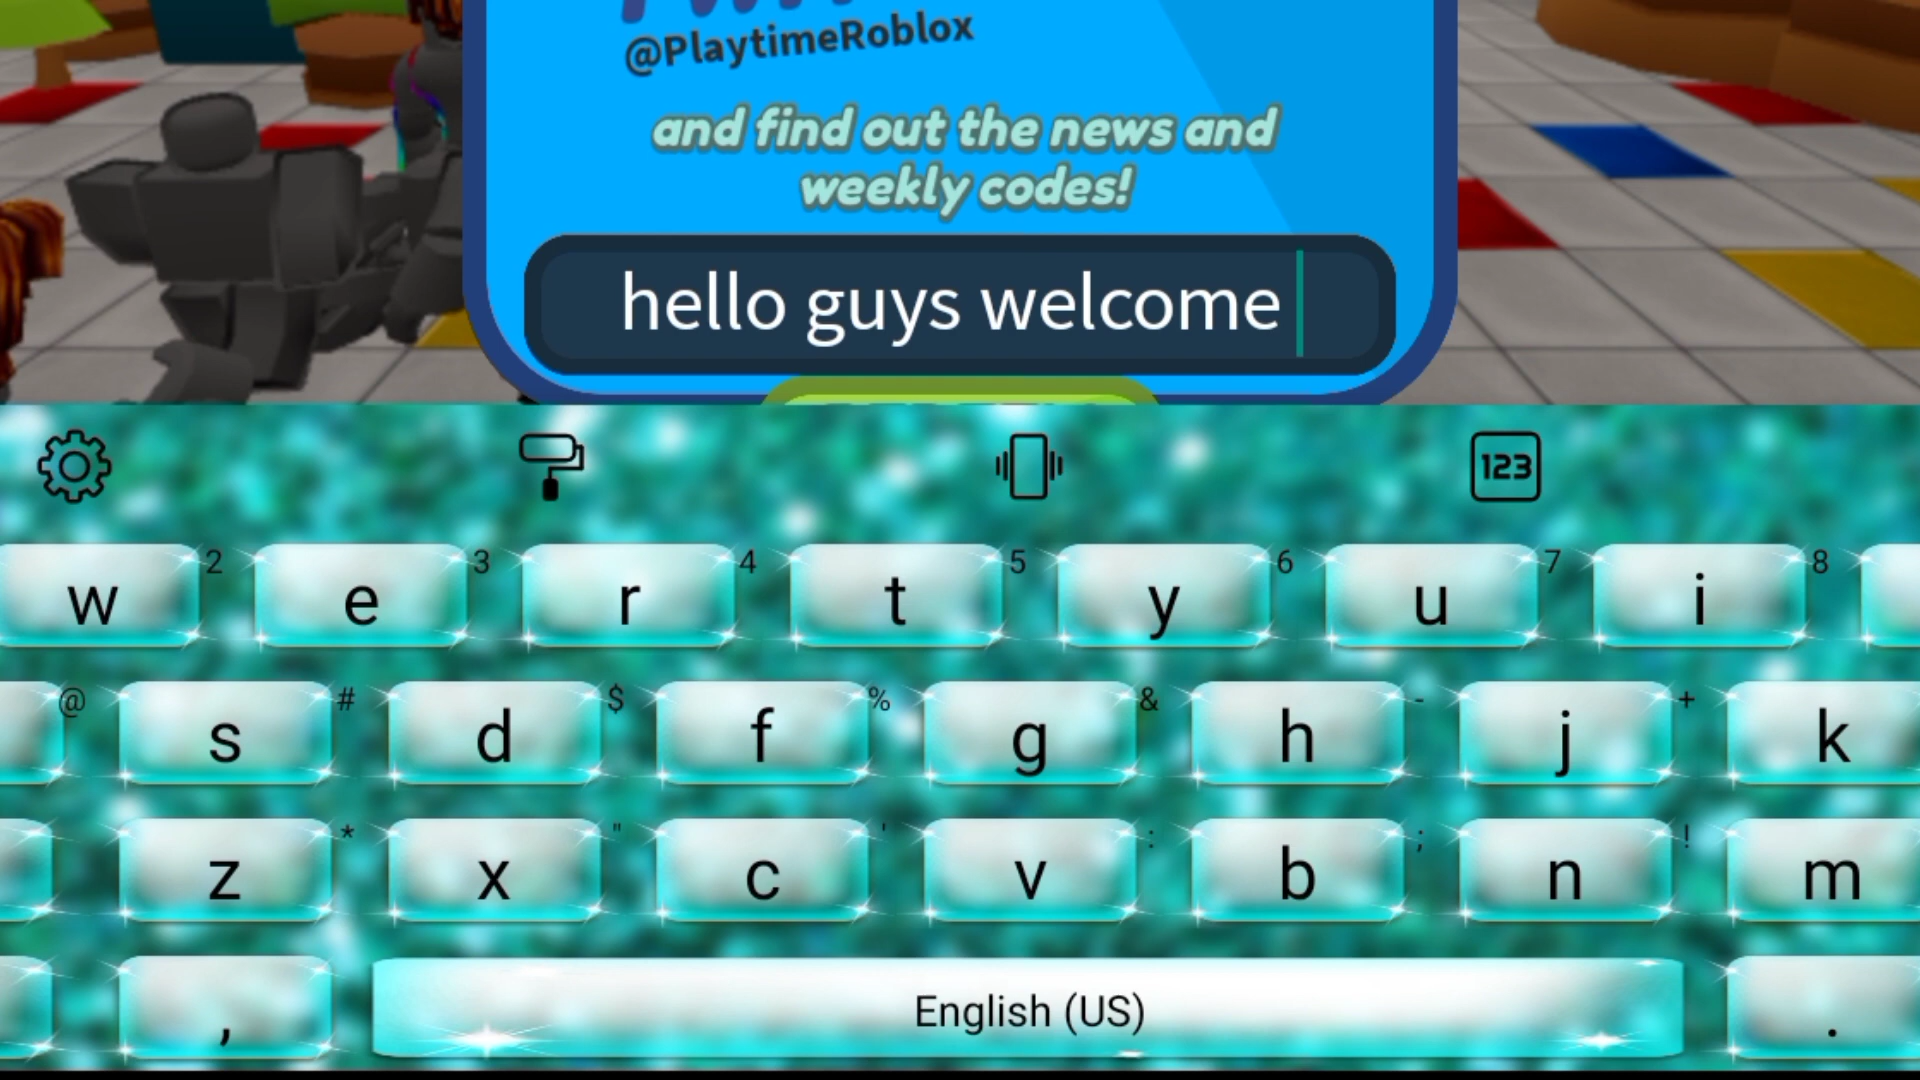 @PlaytimeRoblox
and find out the news and
weekly codes!
hello guys welcome
123
w 2 e 3 r 4 t 5 y 6 u 7 i 8
@ s # d $ f % g & h - j + k
z * x " c ' v : b ; n ! m
, English (US) .